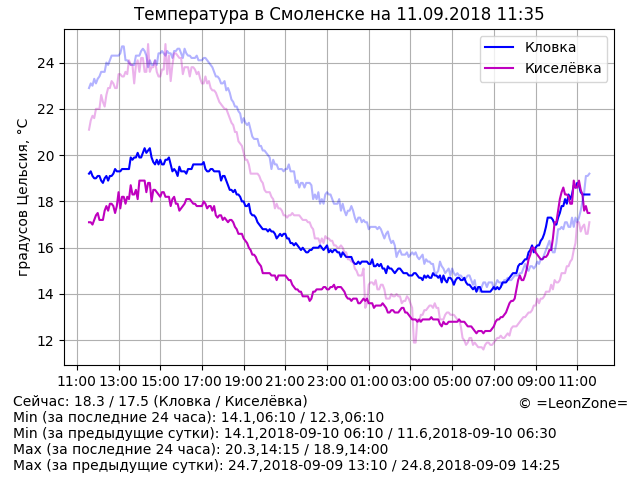 Температура в Смоленске на 11.09.2018 11:35
Кловка
Киселёвка
градусов Цельсия, °C
24
22
20
18
16
14
12
11:00 13:00 15:00 17:00 19:00 21:00 23:00 01:00 03:00 05:00 07:00 09:00 11:00
Сейчас: 18.3 / 17.5 (Кловка / Киселёвка)
© =LeonZone=
Min (за последние 24 часа): 14.1,06:10 / 12.3,06:10
Min (за предыдущие сутки): 14.1,2018-09-10 06:10 / 11.6,2018-09-10 06:30
Max (за последние 24 часа): 20.3,14:15 / 18.9,14:00
Max (за предыдущие сутки): 24.7,2018-09-09 13:10 / 24.8,2018-09-09 14:25